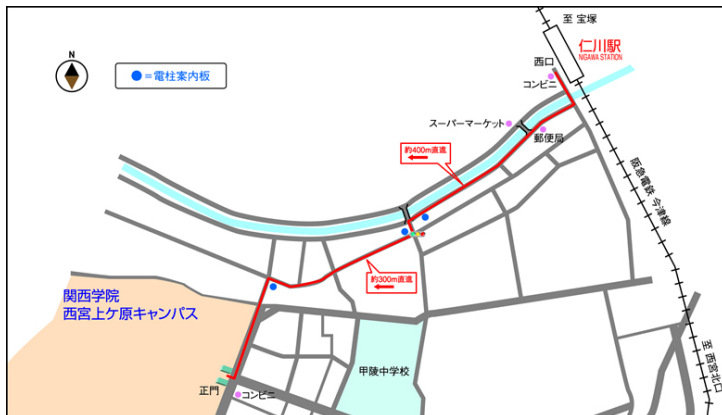 至 宝塚
仁川駅
NIGAWA STATION
西口
コンビニ
N
●=電柱案内板
スーパーマーケット
郵便局
約400m直進
阪急電鉄 今津線
約300m直進
関西学院
西宮上ケ原キャンパス
甲陵中学校
至 西宮北口
正門
コンビニ